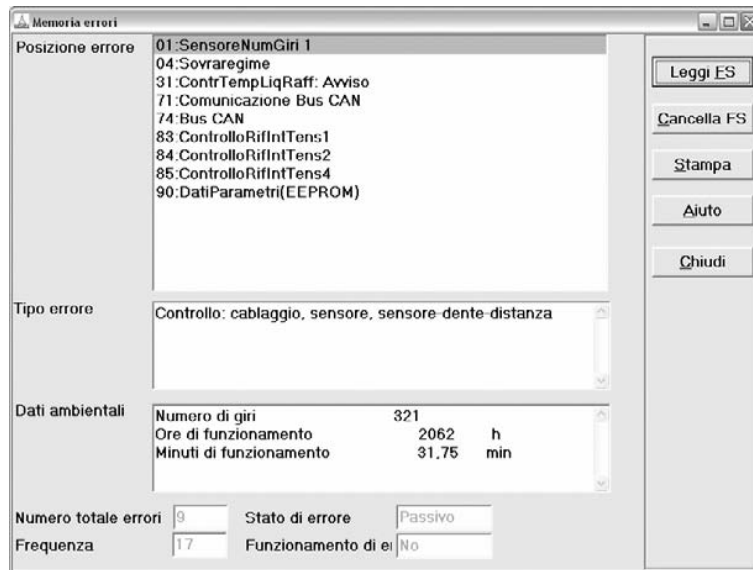 Memoria errori
Posizione errore
01:SensoreNumGiri 1
04:Sovraregime
31:ContrTempLiqRaff: Avviso
71:Comunicazione Bus CAN
74:Bus CAN
83:ControlloRifIntTens1
84:ControlloRifIntTens2
85:ControlloRifIntTens4
90:DatiParametri(EEPROM)
Leggi FS
Cancella FS
Stampa
Aiuto
Chiudi
Tipo errore
Controllo: cablaggio, sensore, sensore-dente-distanza
Dati ambientali
Numero di giri 321
Ore di funzionamento 2062 h
Minuti di funzionamento 31,75 min
Numero totale errori 9 Stato di errore Passivo
Frequenza 17 Funzionamento di ei No